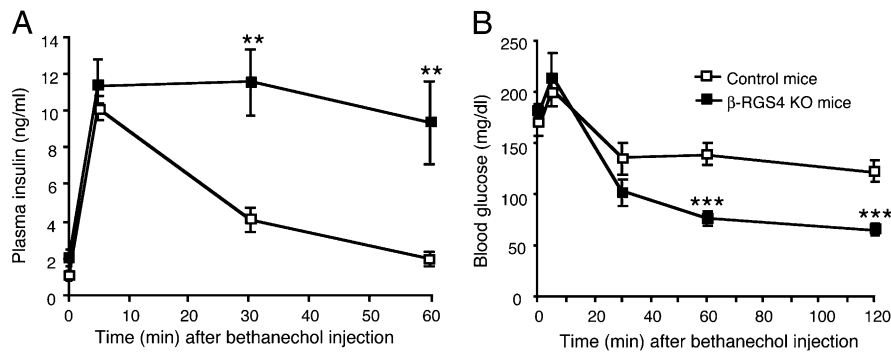 A
Plasma insulin (ng/ml)
14
12
10
8
6
4
2
0
**
**
0 10 20 30 40 50 60
Time (min) after bethanechol injection
B
Blood glucose (mg/dl)
250
200
150
100
50
0
Control mice
β-RGS4 KO mice
***
***
0 20 40 60 80 100 120
Time (min) after bethanechol injection